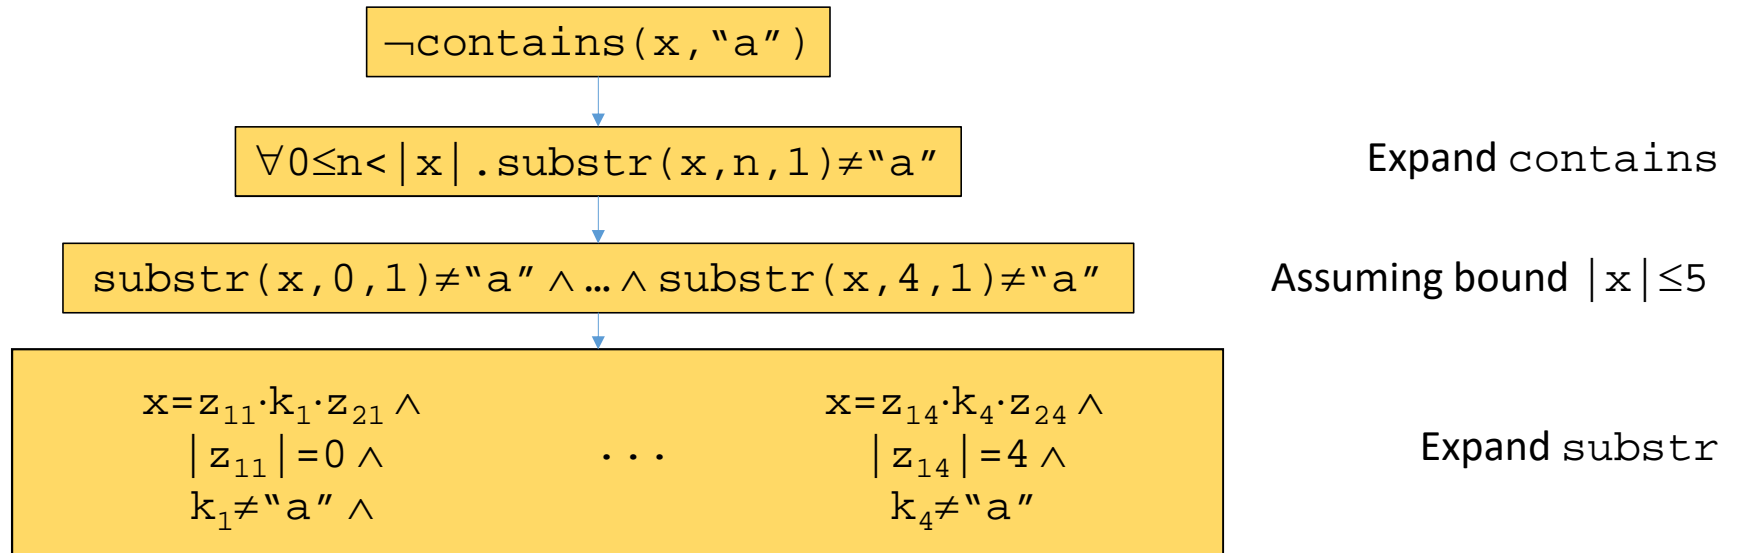 ¬contains(x,“a”)
∀0≤n<|x|.substr(x,n,1)≠“a” Expand contains
substr(x,0,1)≠“a” ∧ … ∧ substr(x,4,1)≠“a” Assuming bound |x|≤5
x=z₁₁·k₁·z₂₁ ∧ x=z₁₄·k₄·z₂₄ ∧
|z₁₁|=0 ∧ ... |z₁₄|=4 ∧ Expand substr
k₁≠“a” ∧ k₄≠“a”